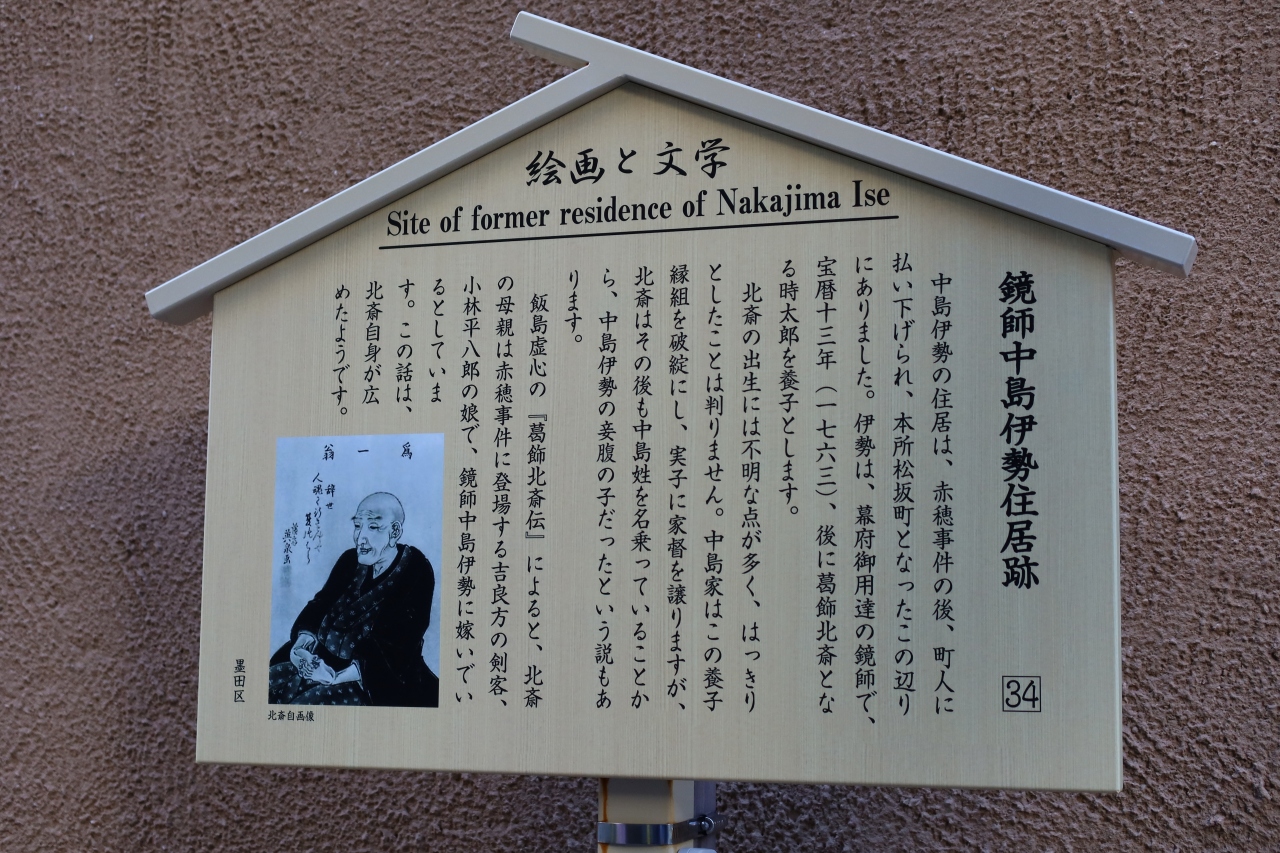 絵画と文学
Site of former residence of Nakajima Ise
鏡師中島伊勢住居跡
34
中島伊勢の住居は、赤穂事件の後、町人に
払い下げられ、本所松坂町となったこの辺り
にありました。伊勢は、幕府御用達の鏡師で、
宝暦十三年（一七六三）、後に葛飾北斎とな
る時太郎を養子とします。
北斎の出生には不明な点が多く、はっきり
としたことは判りません。中島家はこの養子
縁組を破綻にし、実子に家督を譲りますが、
北斎はその後も中島姓を名乗っていることか
ら、中島伊勢の妾腹の子だったという説もあ
ります。
飯島虚心の『葛飾北斎伝』によると、北斎
の母親は赤穂事件に登場する吉良方の剣客、
小林平八郎の娘で、鏡師中島伊勢に嫁いでい
るとしていま
す。この話は、
北斎自身が広
めたようです。
為一翁
辞世
北斎自画像
墨田区